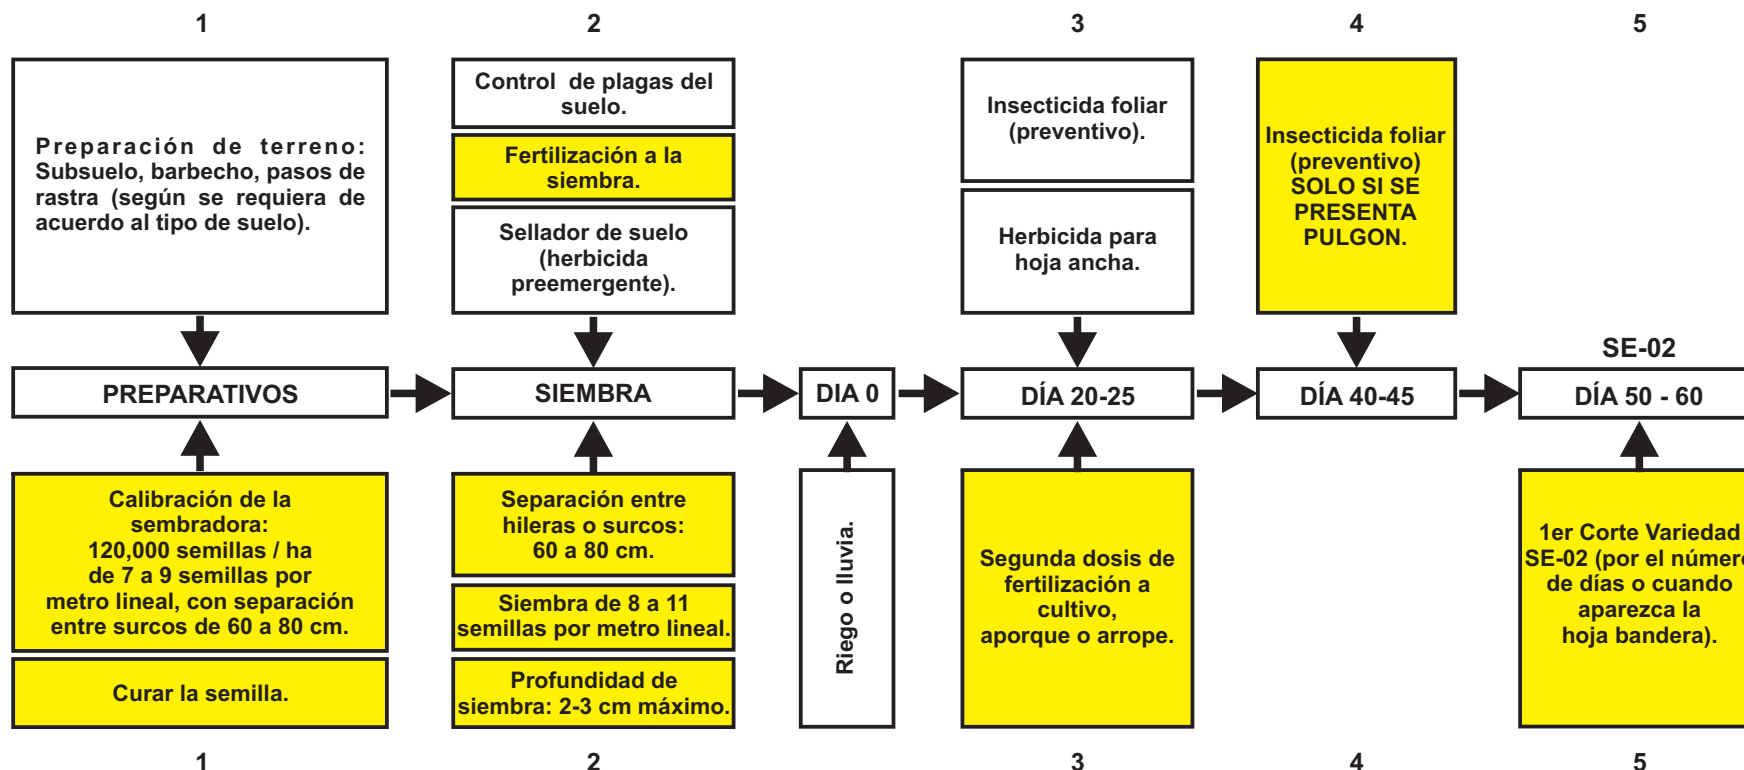 1
2
3
4
5
Preparación de terreno:
Subsuelo, barbecho, pasos de
rastra (según se requiera de
acuerdo al tipo de suelo).
Control de plagas del
suelo.
Fertilización a la
siembra.
Sellador de suelo
(herbicida
preemergente).
Insecticida foliar
(preventivo).
Herbicida para
hoja ancha.
Insecticida foliar
(preventivo)
SOLO SI SE
PRESENTA
PULGON.
SE-02
PREPARATIVOS
SIEMBRA
DIA 0
DÍA 20-25
DÍA 40-45
DÍA 50 - 60
Calibración de la
sembradora:
120,000 semillas / ha
de 7 a 9 semillas por
metro lineal, con separación
entre surcos de 60 a 80 cm.
Curar la semilla.
Separación entre
hileras o surcos:
60 a 80 cm.
Siembra de 8 a 11
semillas por metro lineal.
Profundidad de
siembra: 2-3 cm máximo.
Riego o lluvia.
Segunda dosis de
fertilización a
cultivo,
aporque o arrope.
1er Corte Variedad
SE-02 (por el número
de días o cuando
aparezca la
hoja bandera).
1
2
3
4
5